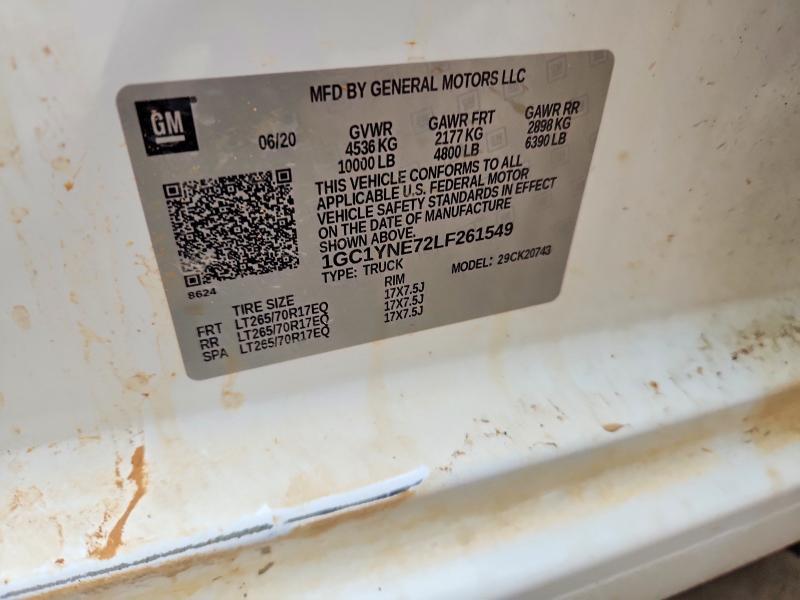 MFD BY GENERAL MOTORS LLC
GM
06/20
GVWR
4536 KG
10000 LB
GAWR FRT
2177 KG
4800 LB
GAWR RR
2898 KG
6390 LB
THIS VEHICLE CONFORMS TO ALL
APPLICABLE U.S. FEDERAL MOTOR
VEHICLE SAFETY STANDARDS IN EFFECT
ON THE DATE OF MANUFACTURE
SHOWN ABOVE.
1GC1YNE72LF261549
TYPE: TRUCK
MODEL: 29CK20743
8624
TIRE SIZE RIM
FRT LT265/70R17EQ 17X7.5J
RR LT265/70R17EQ 17X7.5J
SPA LT265/70R17EQ 17X7.5J